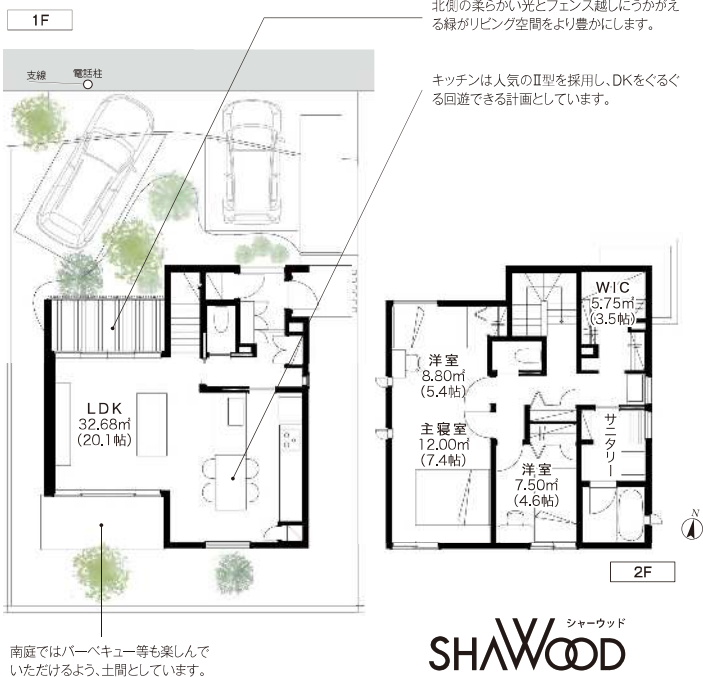 1F
北側の柔らかい光とフェンス越しにうかがえ
る緑がリビング空間をより豊かにします。
支線
電話柱
キッチンは人気のⅡ型を採用し、DKをぐるぐ
る回遊できる計画としています。
LDK
32.68㎡
(20.1帖)
WIC
5.75㎡
(3.5帖)
洋室
8.80㎡
(5.4帖)
主寝室
12.00㎡
(7.4帖)
洋室
7.50㎡
(4.6帖)
サニタリー
N
2F
南庭ではバーベキュー等も楽しんで
いただけるよう、土間としています。
シャーウッド
SHAWOOD